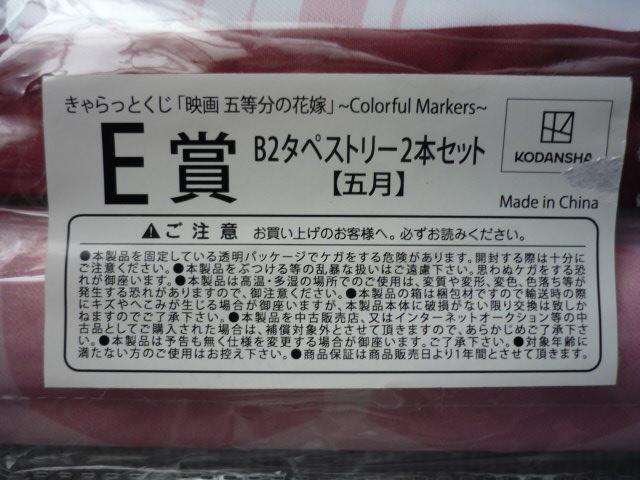 きゃらっとくじ「映画 五等分の花嫁」~Colorful Markers~
E賞
B2タペストリー2本セット
【五月】
KODANSHA
Made in China
⚠ご注意 お買い上げのお客様へ。必ずお読みください。
●本製品を固定している透明パッケージでケガをする危険があります。開封する際は十分に
ご注意ください。●本製品をぶつける等の乱暴な扱いはご遠慮下さい。思わぬケガをする恐
れが御座います。●本製品は高温・多湿の場所でのご使用は、変質や変形、変色、色落ち等が
発生する恐れがありますので、御注意ください。●本製品の箱は梱包材ですので輸送時の際
にキズやへこみが生じる場合が御座いますが、本製品本体に破損がない限り交換は致しか
ねますのでご了承下さい。●本製品を中古販売店、又はインターネットオークション等の中
古品としてご購入された場合は、補償対象外とさせて頂きますので、あらかじめご了承下さ
い。●本製品は予告も無く仕様を変更する場合が御座います。ご了承下さい。●対象年齢に
満たない方のご使用はお控え下さい。●商品保証は商品販売日より1年間とさせて頂きます。